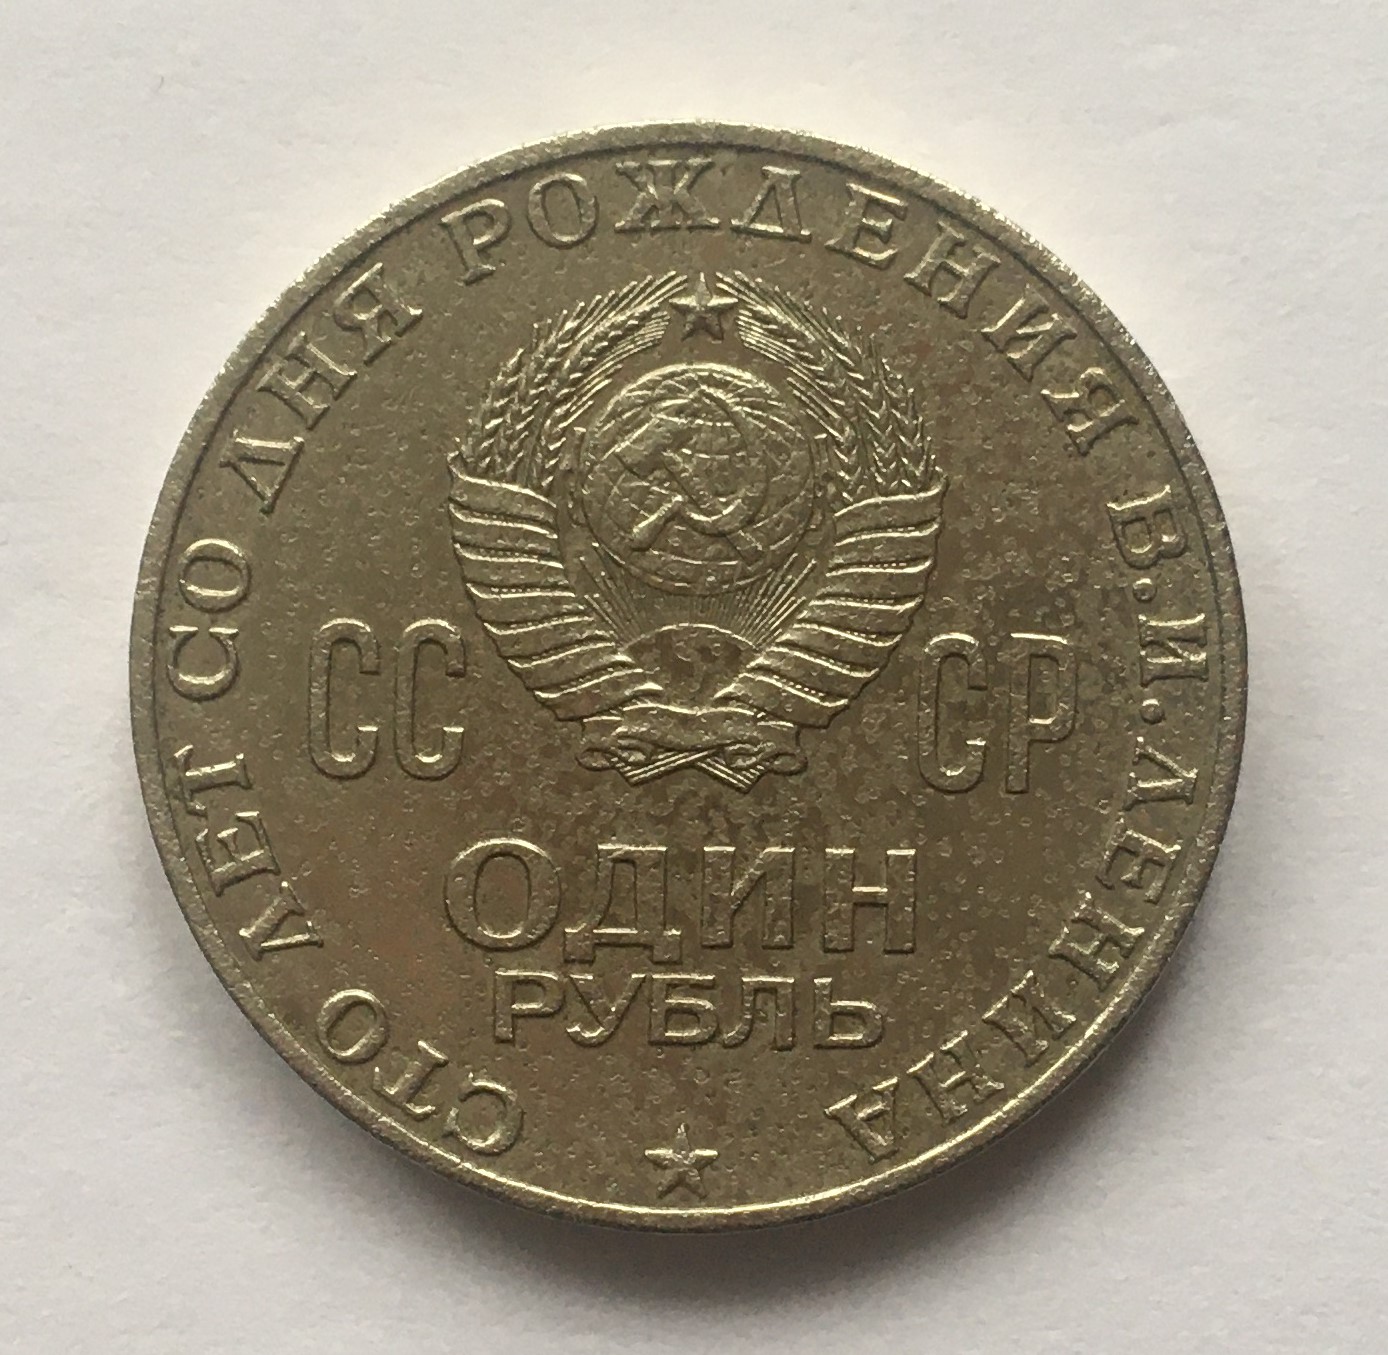 СТО ЛЕТ СО ДНЯ РОЖДЕНИЯ В.И.ЛЕНИНА
СС СР
ОДИН
РУБЛЬ